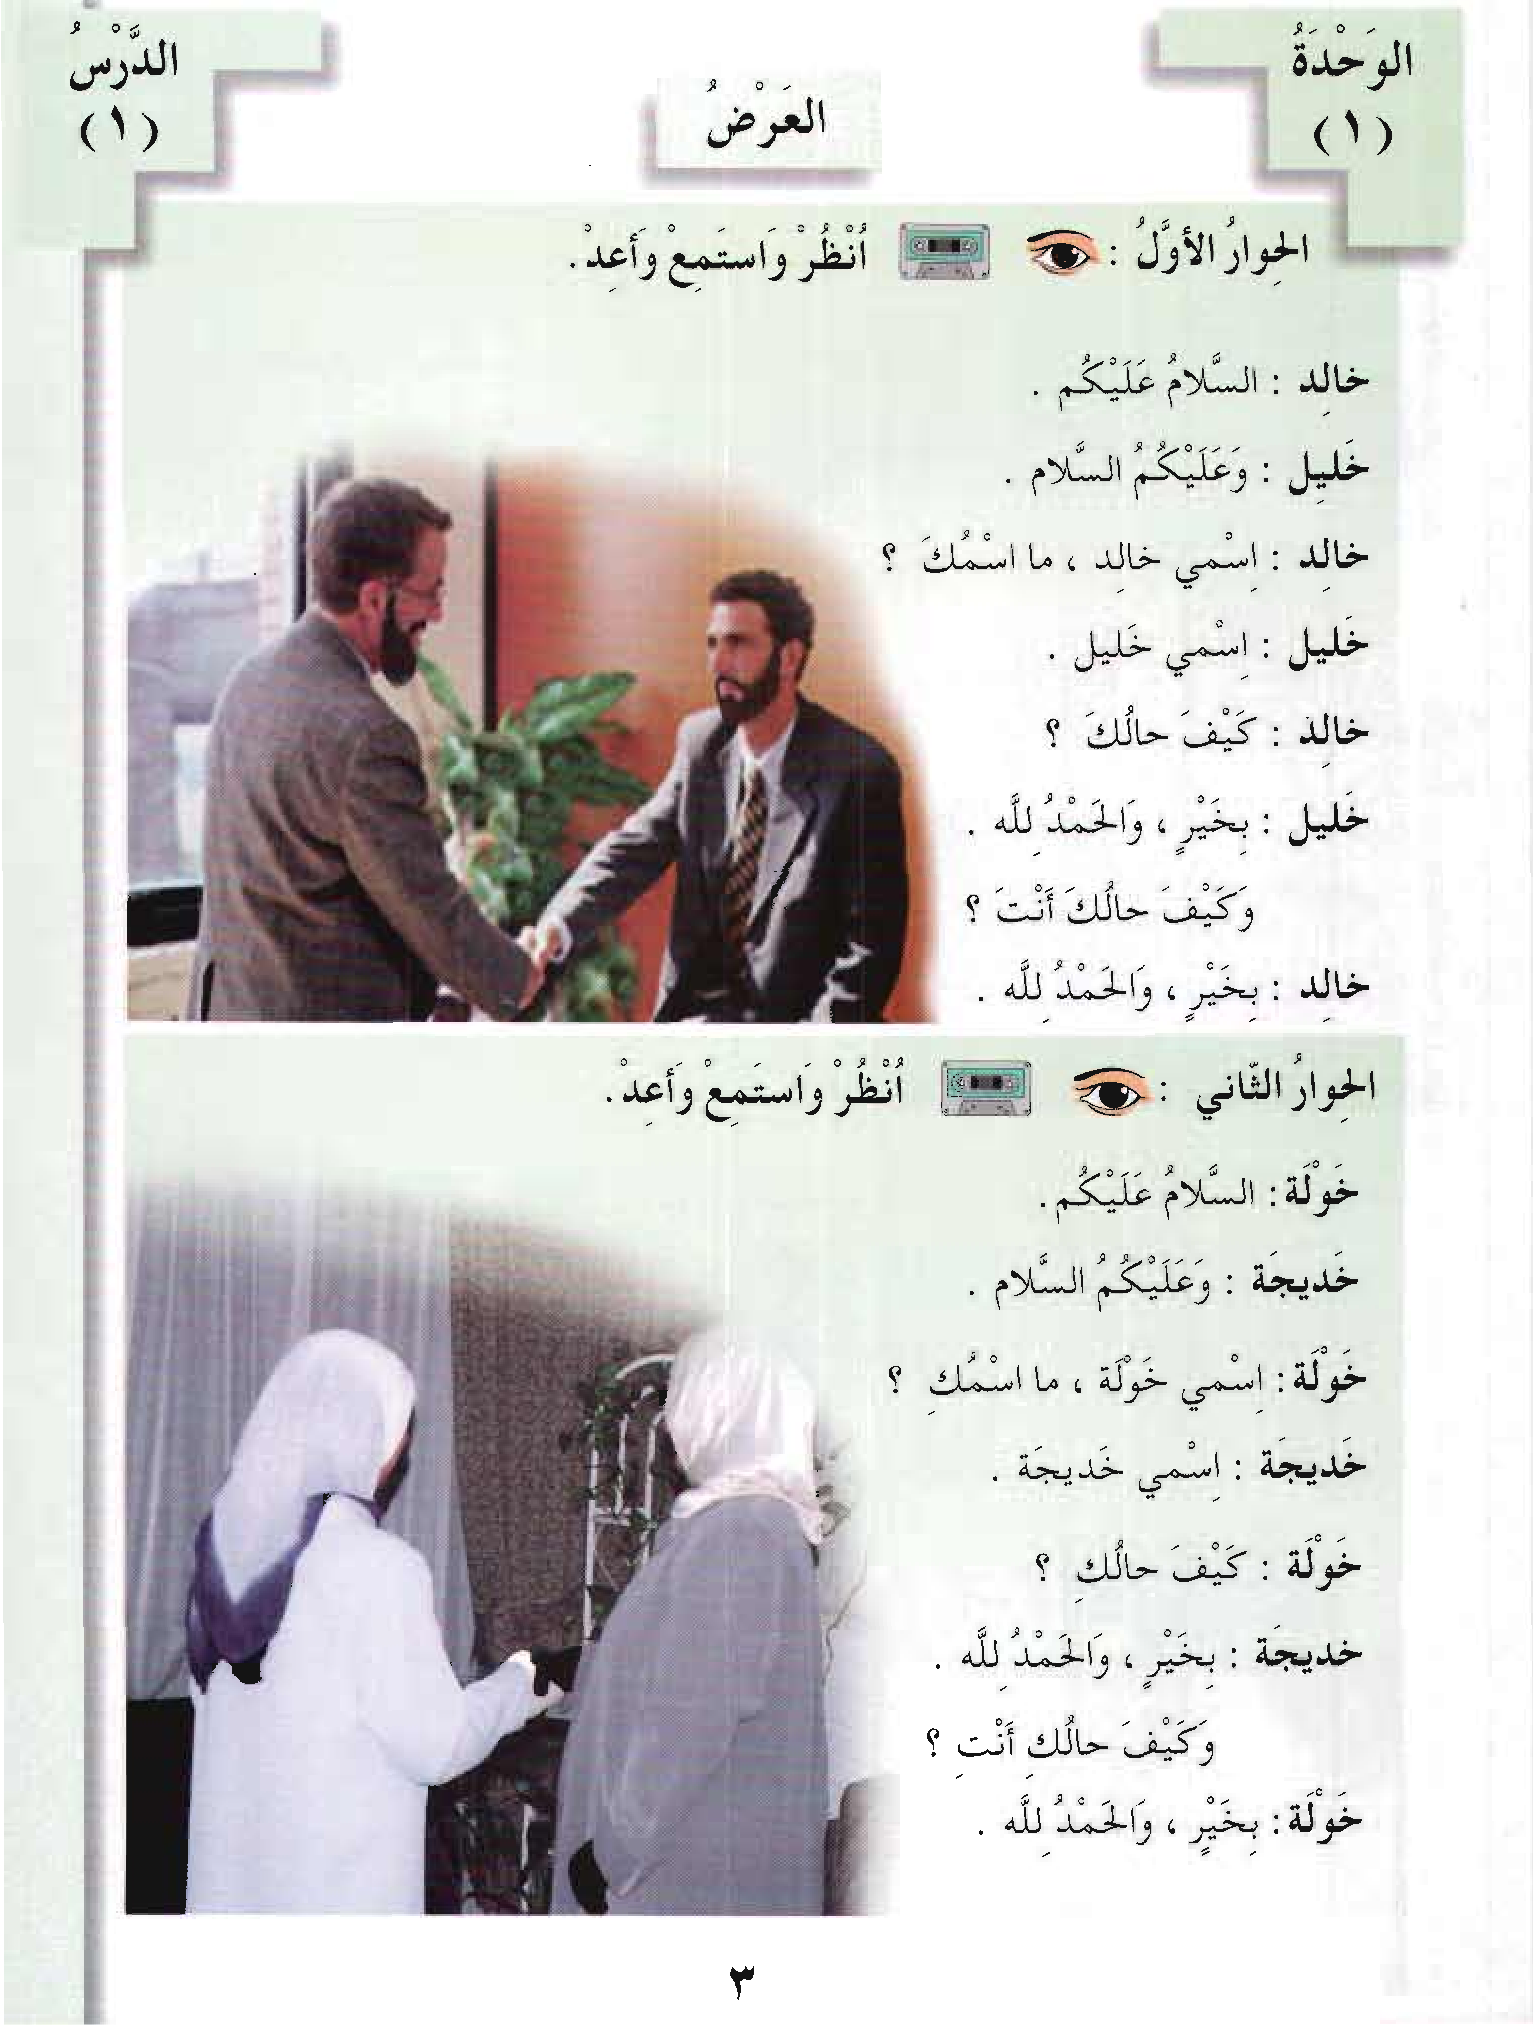 الوَحْدَةُ
(١)
العَرْضُ
الدَّرْسُ
(١)
الحِوارُ الأوَّلُ : اُنْظُرْ وَاستَمِعْ وَأعِدْ.
خالِد : السَّلامُ عَلَيْكُم .
خَليِل : وَعَلَيْكُمُ السَّلام .
خالِد : اِسْمي خالِد ، ما اسْمُكَ ؟
خَليل : اِسْمي خَليل .
خالِد : كَيْفَ حالُكَ ؟
خَليل : بِخَيْرٍ ، وَالحَمْدُ لِلَّه .
وَكَيْفَ حالُكَ أَنْتَ ؟
خالِد : بِخَيْرٍ ، وَالحَمْدُ لِلَّه .
الحِوارُ الثّاني : اُنْظُرْ وَاستَمِعْ وَأعِدْ.
خَوْلَة : السَّلامُ عَلَيْكُم.
خَديجَة : وَعَلَيْكُمُ السَّلام .
خَوْلَة : اِسْمي خَوْلَة ، ما اسْمُكِ ؟
خَديجَة : اِسْمي خَديجَة .
خَوْلَة : كَيْفَ حالُكِ ؟
خديجَة : بِخَيْرٍ ، وَالحَمْدُ لِلَّه .
وَكَيْفَ حالُكِ أَنْتِ ؟
خَوْلَة : بِخَيْرٍ ، وَالحَمْدُ لِلَّه .
٣